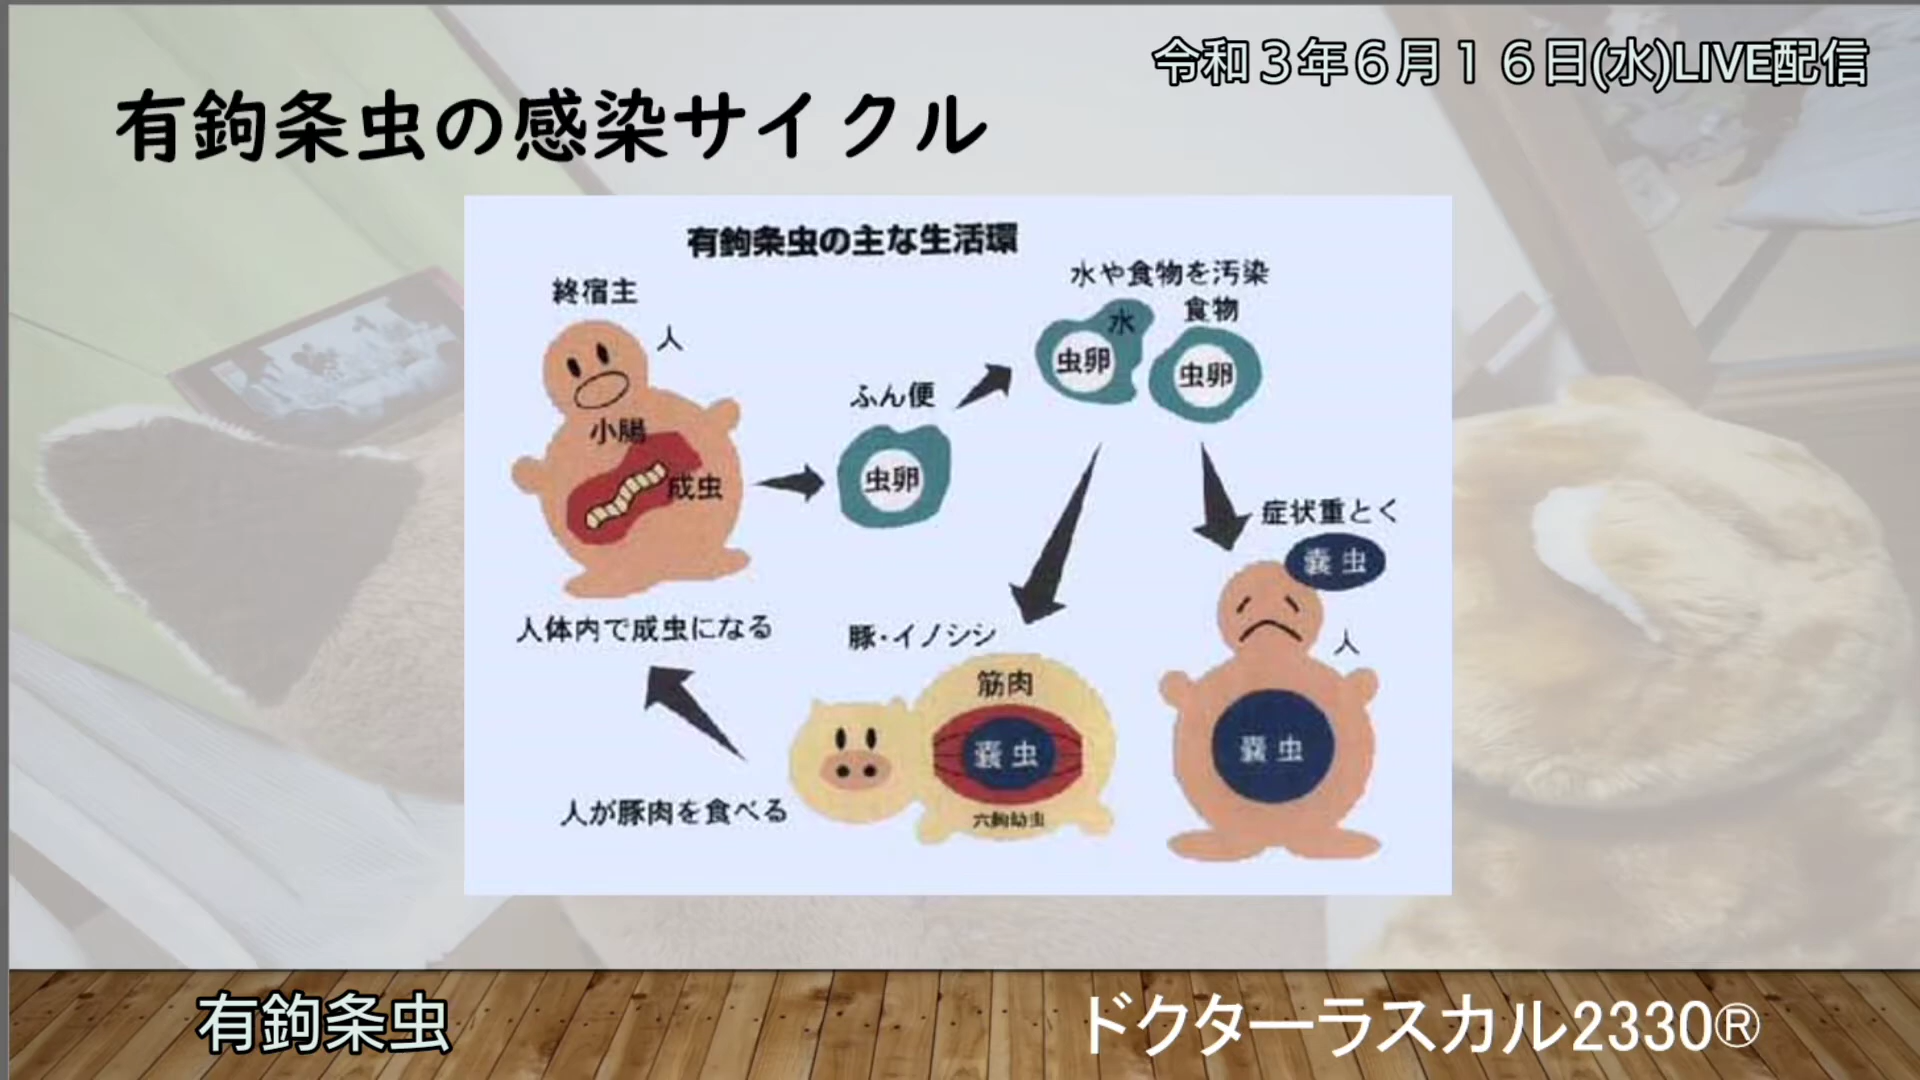 令和３年６月１６日(水)LIVE配信
有鉤条虫の感染サイクル
有鉤条虫の主な生活環
終宿主
人
小腸
成虫
人体内で成虫になる
ふん便
虫卵
水や食物を汚染
水
食物
虫卵
虫卵
症状重とく
嚢虫
人
嚢虫
豚・イノシシ
筋肉
嚢虫
六鉤幼虫
人が豚肉を食べる
有鉤条虫
ドクターラスカル2330®